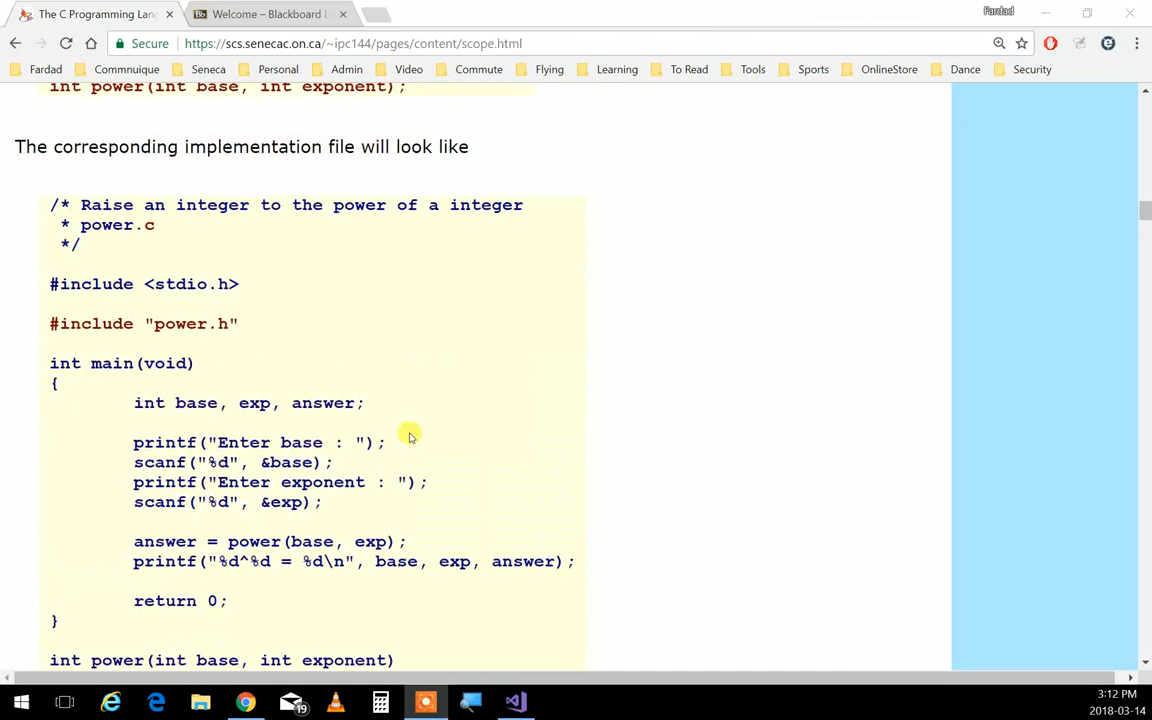 The C Programming Lang
Welcome – Blackboard L
Fardad
Secure
https://scs.senecac.on.ca/~ipc144/pages/content/scope.html
Fardad
Commnuique
Seneca
Personal
Admin
Video
Commute
Flying
Learning
To Read
Tools
Sports
OnlineStore
Dance
Security
int power(int base, int exponent);
The corresponding implementation file will look like
/* Raise an integer to the power of a integer
* power.c
*/
#include <stdio.h>
#include "power.h"
int main(void)
{
int base, exp, answer;
printf("Enter base : ");
scanf("%d", &base);
printf("Enter exponent : ");
scanf("%d", &exp);
answer = power(base, exp);
printf("%d^%d = %d\n", base, exp, answer);
return 0;
}
int power(int base, int exponent)
19
3:12 PM
2018-03-14